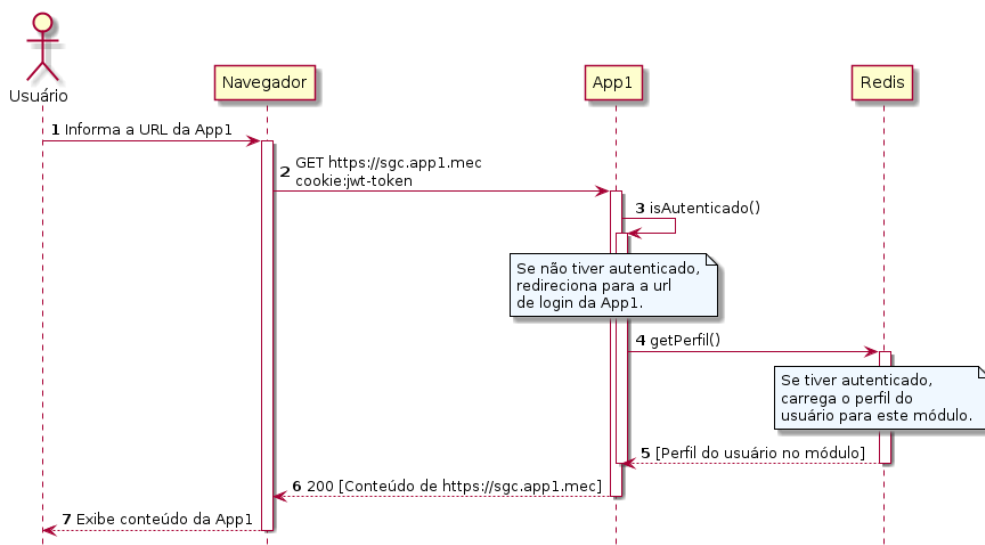 Usuário
Navegador
App1
Redis
1 Informa a URL da App1
2 GET https://sgc.app1.mec
cookie:jwt-token
3 isAutenticado()
Se não tiver autenticado,
redireciona para a url
de login da App1.
4 getPerfil()
Se tiver autenticado,
carrega o perfil do
usuário para este módulo.
5 [Perfil do usuário no módulo]
6 200 [Conteúdo de https://sgc.app1.mec]
7 Exibe conteúdo da App1